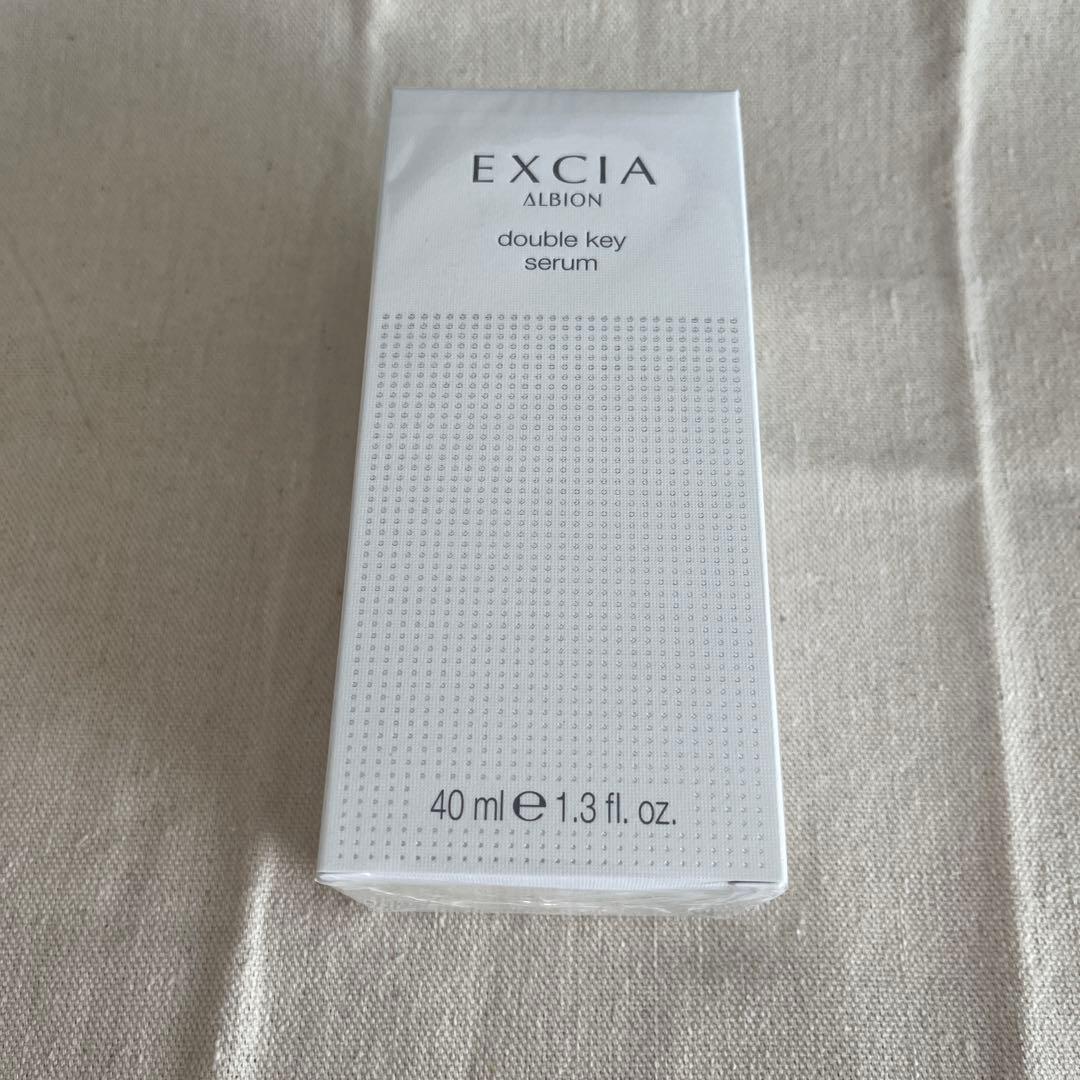 EXCIA
ALBION
double key
serum
40 ml ℮ 1.3 fl. oz.